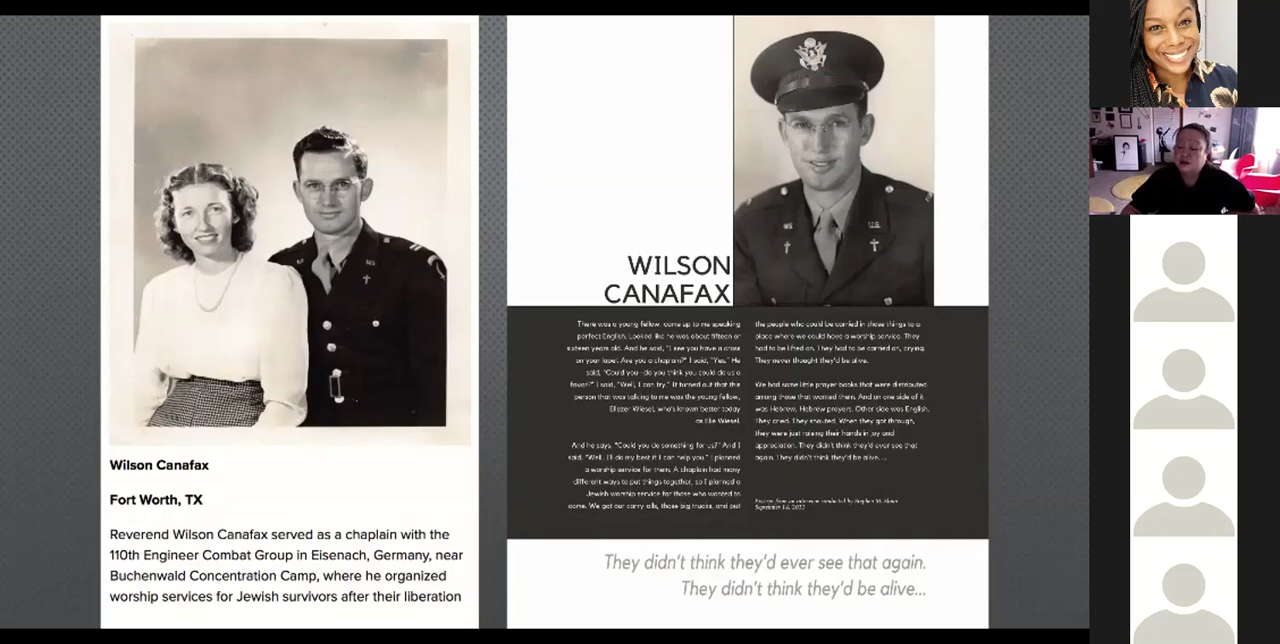 Wilson Canafax
Fort Worth, TX
Reverend Wilson Canafax served as a chaplain with the
110th Engineer Combat Group in Eisenach, Germany, near
Buchenwald Concentration Camp, where he organized
worship services for Jewish survivors after their liberation
WILSON
CANAFAX
There was a young fellow, came up to me speaking
perfect English. Looked like he was about fifteen or
sixteen years old. And he said, "I see you have a cross
on your lapel. Are you a chaplain?" I said, "Yes." He
said, "Could you—do you think you could do us a
favor?" I said, "Well, I can try." It turned out that the
person that was talking to me was the young fellow,
Eliezer Wiesel, who's known better today
as Elie Wiesel.
And he says, "Could you do something for us?" And I
said, "Well, I'll do my best if I can help you." I planned
a worship service for them. A chaplain had many
different ways to put things together, so I planned a
Jewish worship service for those who wanted to
come. We got our carry-alls, those big trucks, and put
the people who could be carried in those things to a
place where we could have a worship service. They
had to be lifted on. They had to be carried on, crying.
They never thought they'd be alive.
We had some little prayer books that were distributed
among those that wanted them. And on one side of it
was Hebrew, Hebrew prayers. Other side was English.
They cried. They shouted. When they got through,
they were just raising their hands in joy and
appreciation. They didn't think they'd ever see that
again. They didn't think they'd be alive....
Excerpt from an interview conducted by Stephen M.
September
They didn't think they'd ever see that again.
They didn't think they'd be alive...